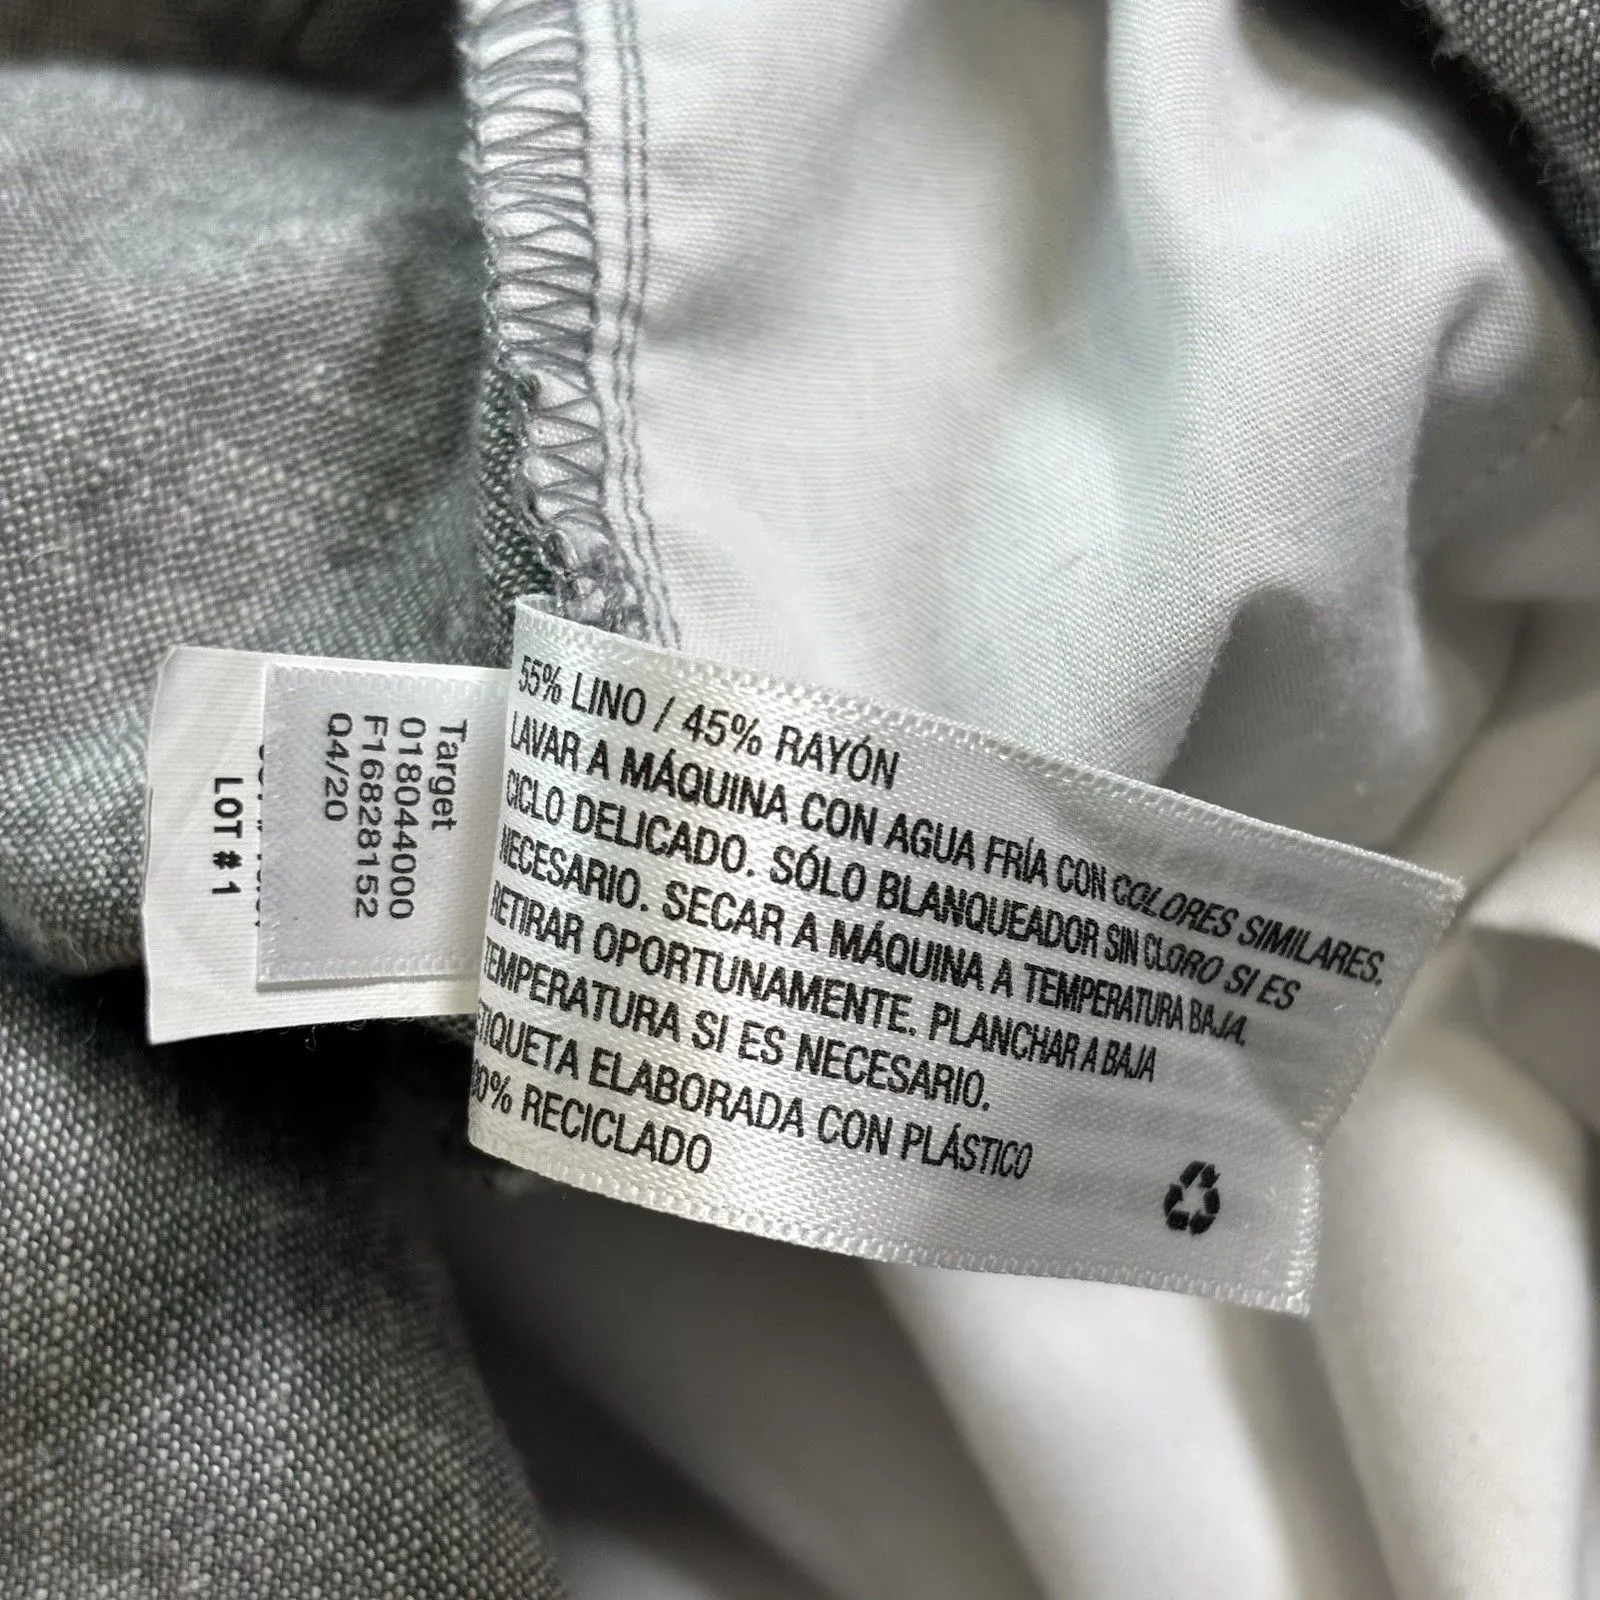 55% LINO / 45% RAYÓN
LAVAR A MÁQUINA CON AGUA FRÍA CON COLORES SIMILARES.
CICLO DELICADO. SÓLO BLANQUEADOR SIN CLORO SI ES
NECESARIO. SECAR A MÁQUINA A TEMPERATURA BAJA.
RETIRAR OPORTUNAMENTE. PLANCHAR A BAJA
TEMPERATURA SI ES NECESARIO.
ETIQUETA ELABORADA CON PLÁSTICO
00% RECICLADO
Target
018044000
F16828152
Q4/20
LOT # 1